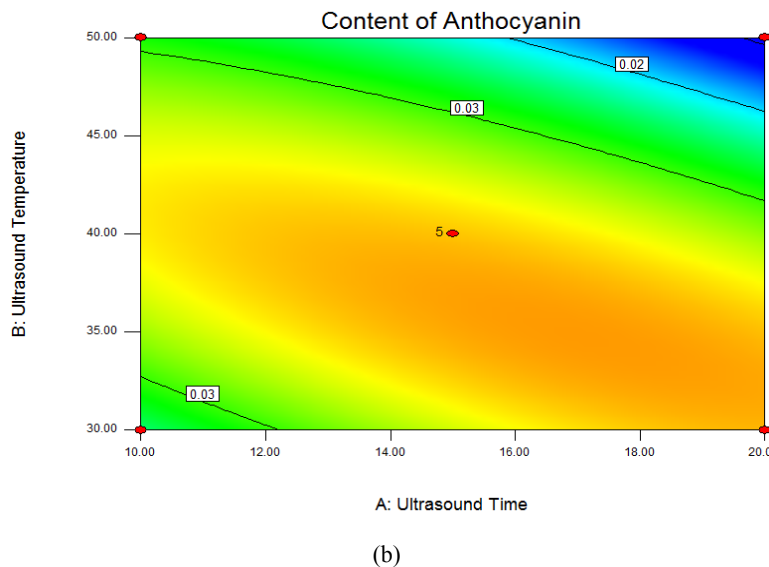 Content of Anthocyanin
50.00
45.00
40.00
35.00
30.00
B: Ultrasound Temperature
0.02
0.03
5
0.03
10.00 12.00 14.00 16.00 18.00 20.0
A: Ultrasound Time
(b)